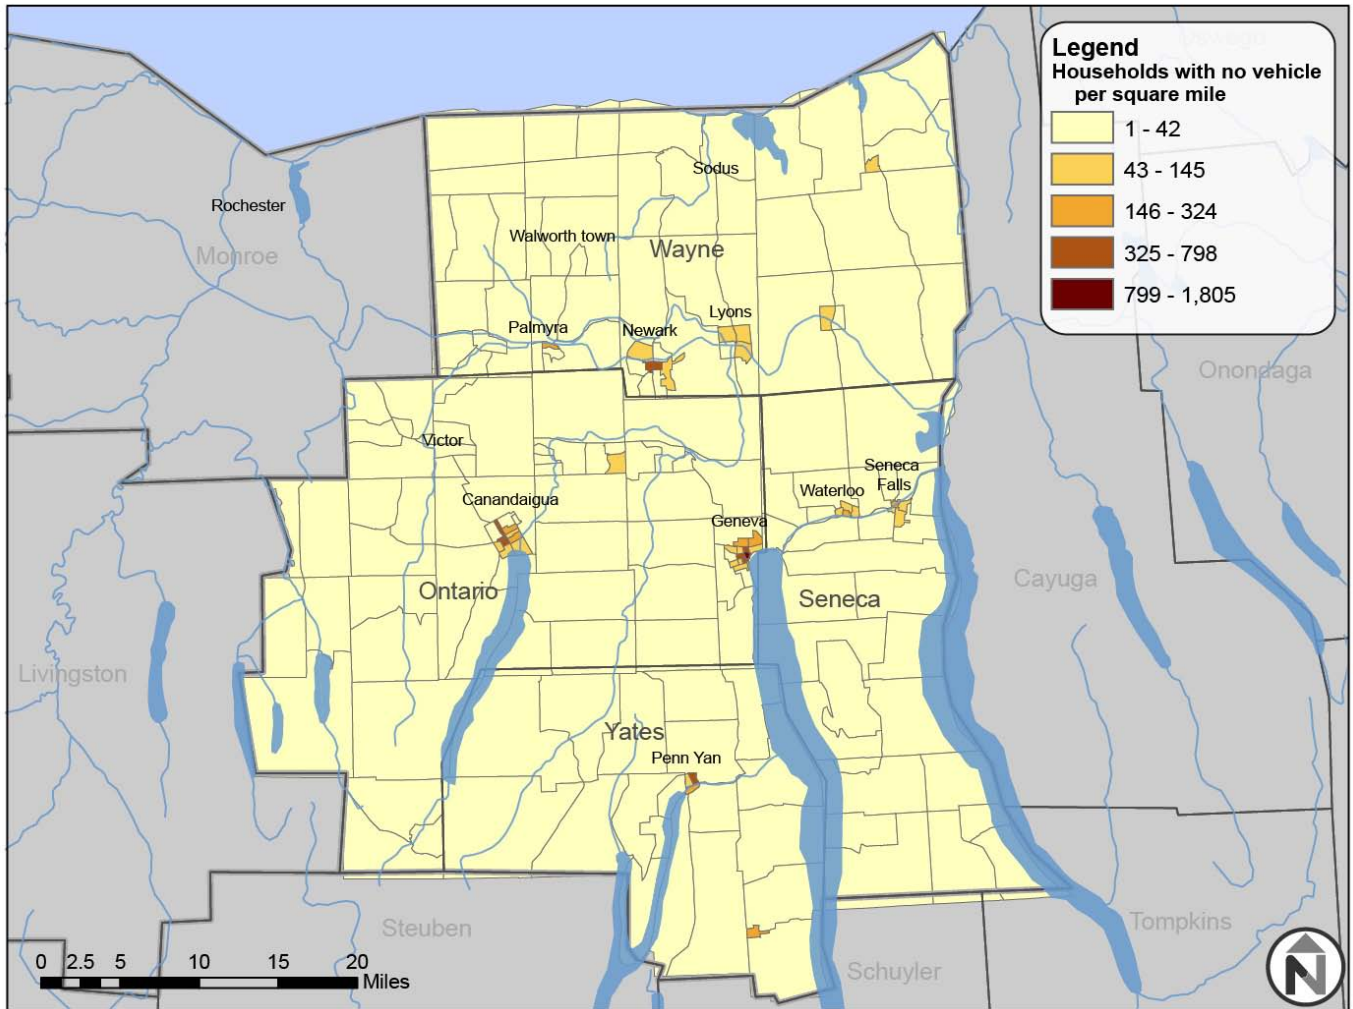 Oswego
Legend
Households with no vehicle
per square mile
1 - 42
43 - 145
146 - 324
325 - 798
799 - 1,805
Sodus
Rochester
Monroe
Walworth town
Wayne
Lyons
Palmyra
Newark
Onondaga
Victor
Seneca
Falls
Waterloo
Canandaigua
Geneva
Cayuga
Ontario
Seneca
Livingston
Yates
Penn Yan
Steuben
Tompkins
Schuyler
0 2.5 5 10 15 20
Miles
N